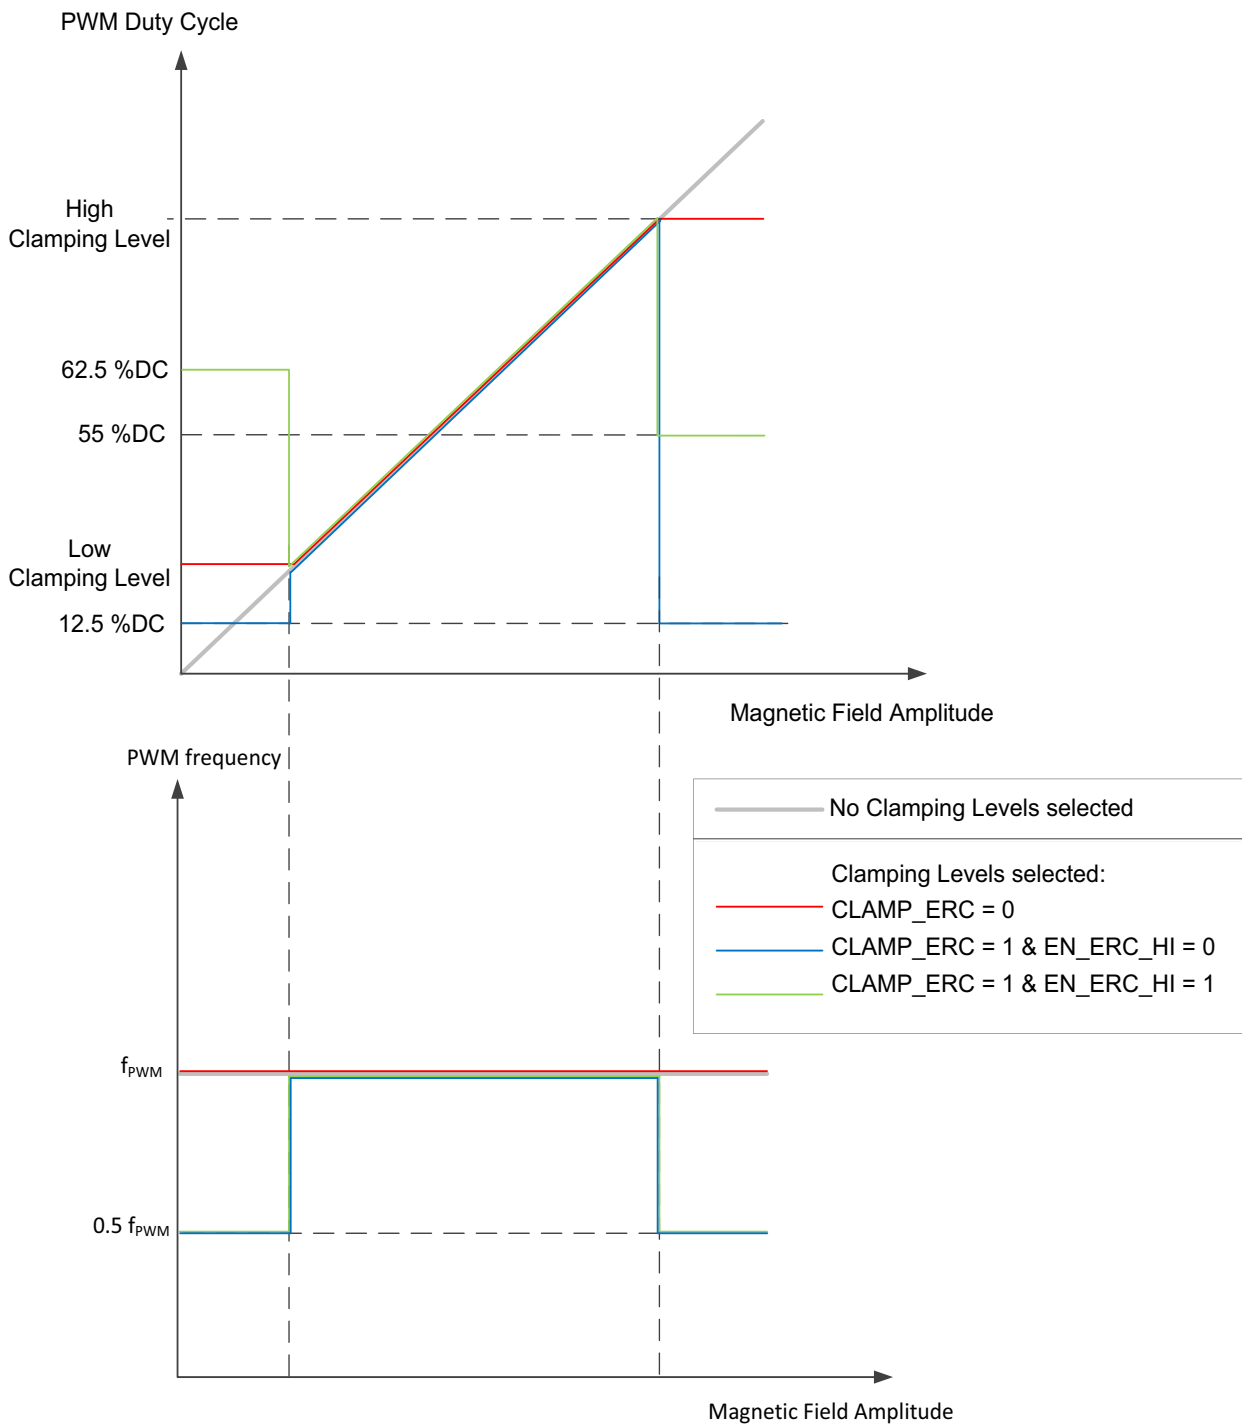 PWM Duty Cycle
High
Clamping Level
62.5 %DC
55 %DC
Low
Clamping Level
12.5 %DC
Magnetic Field Amplitude
PWM frequency
No Clamping Levels selected
Clamping Levels selected:
CLAMP_ERC = 0
CLAMP_ERC = 1 & EN_ERC_HI = 0
CLAMP_ERC = 1 & EN_ERC_HI = 1
fPWM
0.5 fPWM
Magnetic Field Amplitude